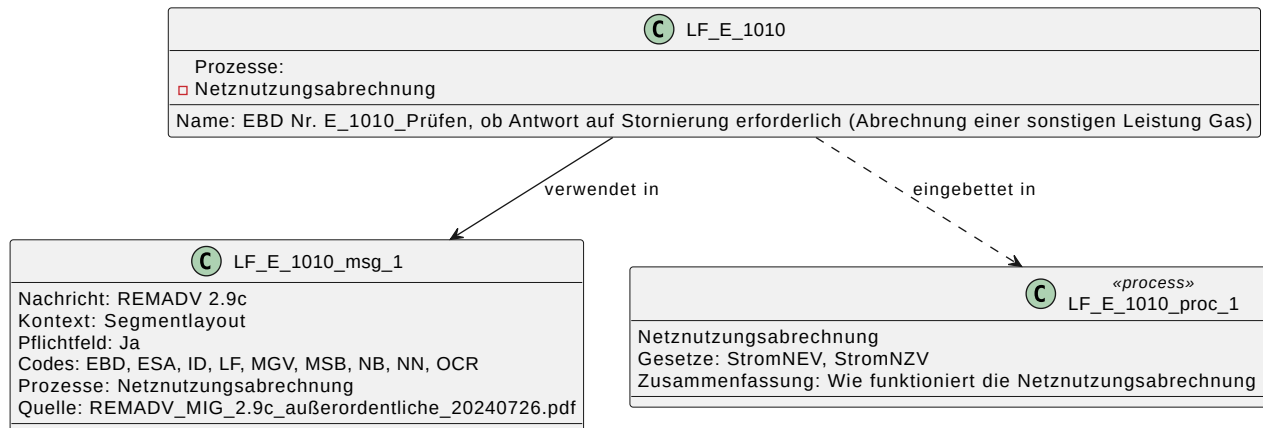 C LF_E_1010
Prozesse:
Netznutzungsabrechnung
Name: EBD Nr. E_1010_Prüfen, ob Antwort auf Stornierung erforderlich (Abrechnung einer sonstigen Leistung Gas)
verwendet in
eingebettet in
C LF_E_1010_msg_1
Nachricht: REMADV 2.9c
Kontext: Segmentlayout
Pflichtfeld: Ja
Codes: EBD, ESA, ID, LF, MGV, MSB, NB, NN, OCR
Prozesse: Netznutzungsabrechnung
Quelle: REMADV_MIG_2.9c_außerordentliche_20240726.pdf
«process»
C LF_E_1010_proc_1
Netznutzungsabrechnung
Gesetze: StromNEV, StromNZV
Zusammenfassung: Wie funktioniert die Netznutzungsabrechnung